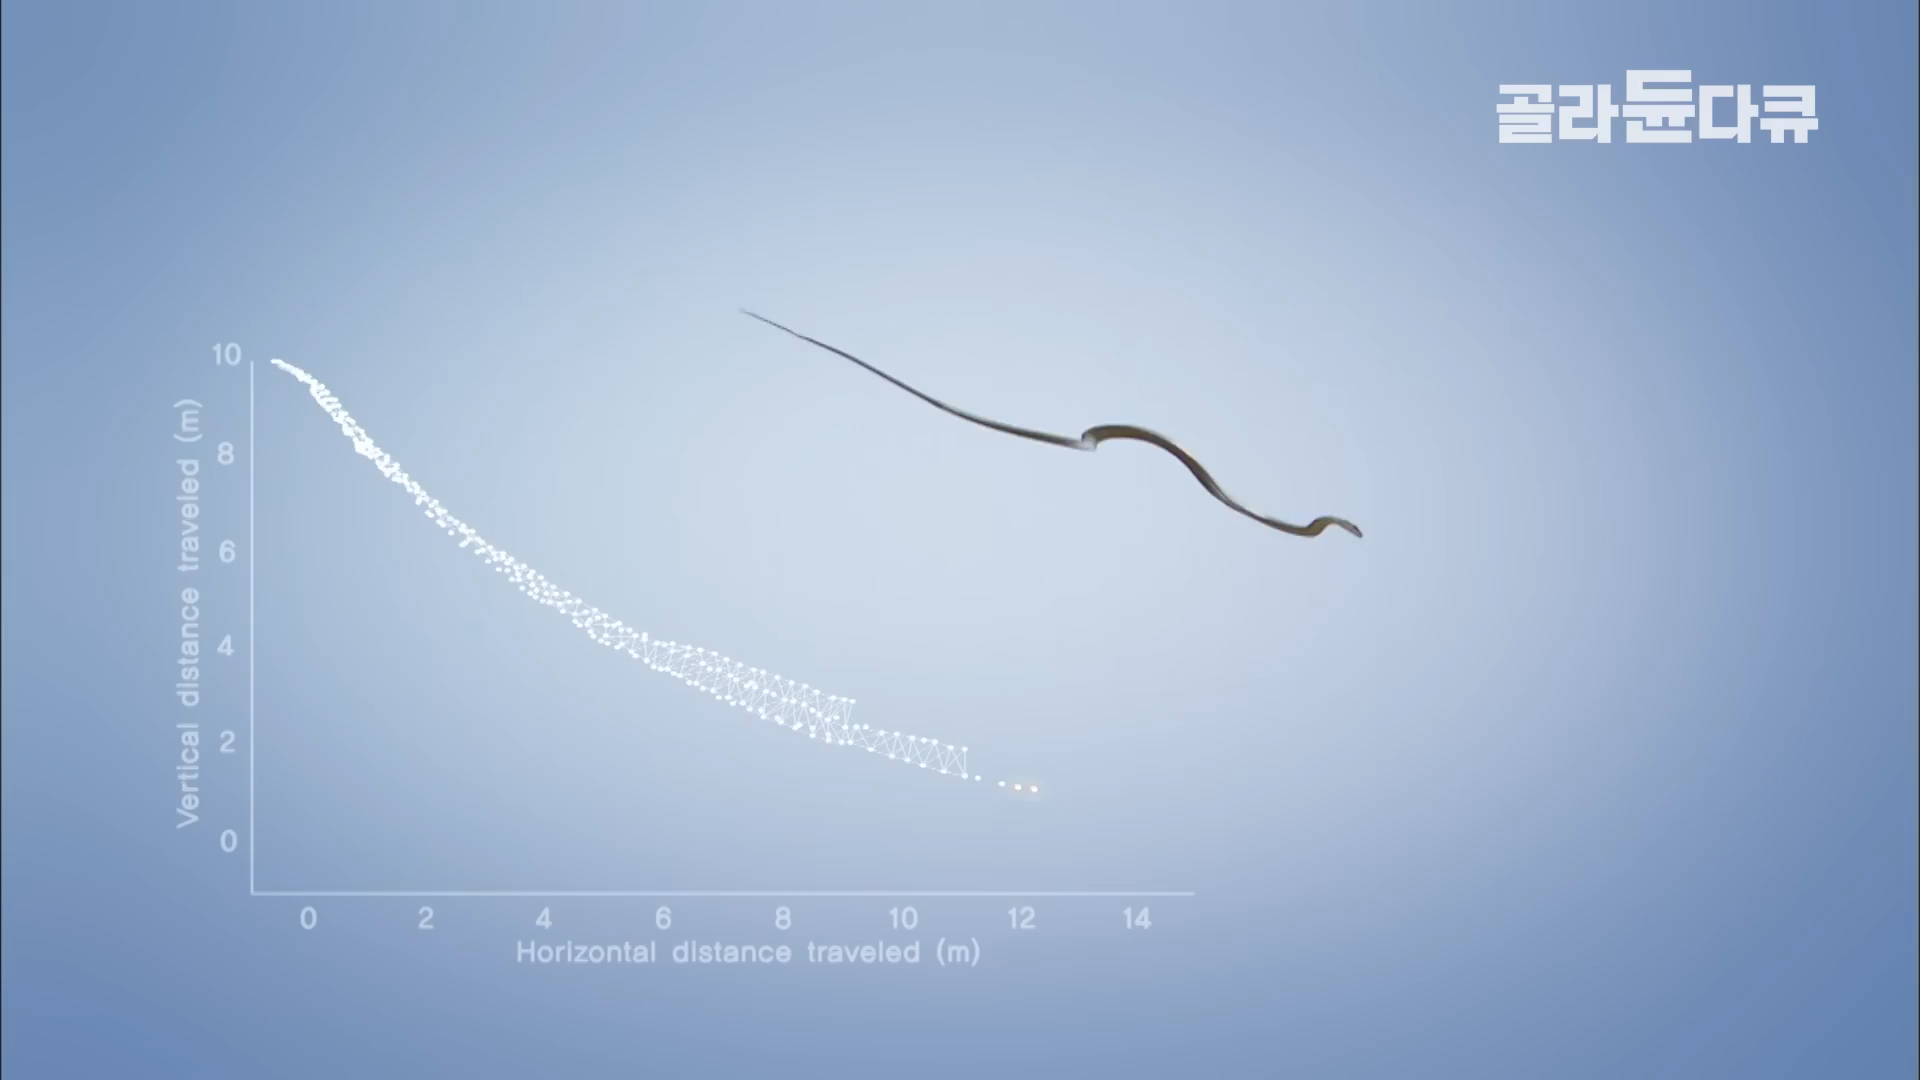 골라둔다큐
10
8
6
4
2
0
Vertical distance traveled (m)
0 2 4 6 8 10 12 14
Horizontal distance traveled (m)